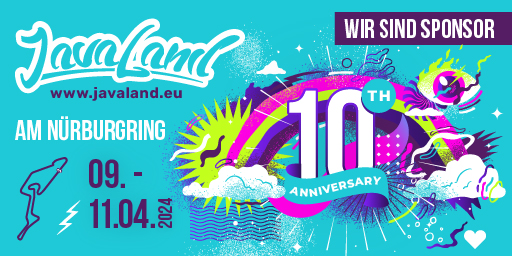 JavaLand
www.javaland.eu
WIR SIND SPONSOR
AM NÜRBURGRING
09. -
11.04.
2024
10TH
ANNIVERSARY